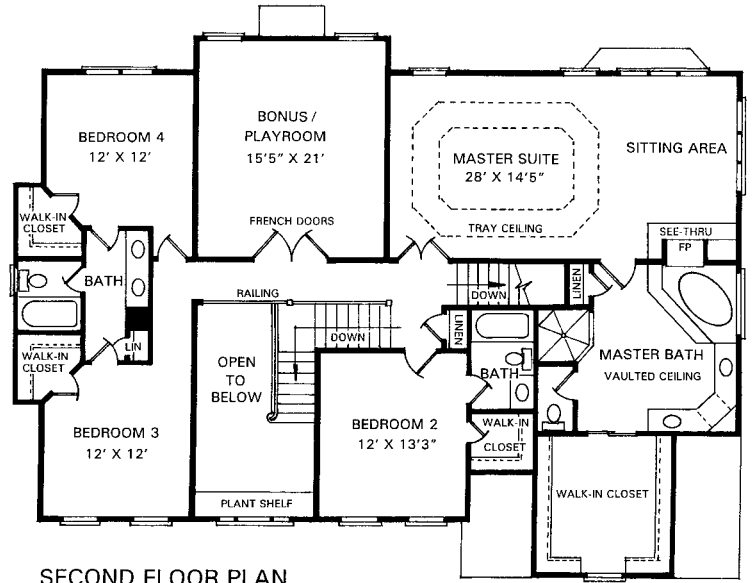 BONUS /
PLAYROOM
15'5" X 21'
BEDROOM 4
12' X 12'
MASTER SUITE
28' X 14'5"
SITTING AREA
WALK-IN
CLOSET
FRENCH DOORS
TRAY CEILING
SEE-THRU
FP
BATH
RAILING
DOWN
LINEN
LINEN
DOWN
LIN
WALK-IN
CLOSET
OPEN
TO
BELOW
MASTER BATH
VAULTED CEILING
BATH
BEDROOM 3
12' X 12'
BEDROOM 2
12' X 13'3"
WALK-IN
CLOSET
WALK-IN CLOSET
PLANT SHELF
SECOND FLOOR PLAN